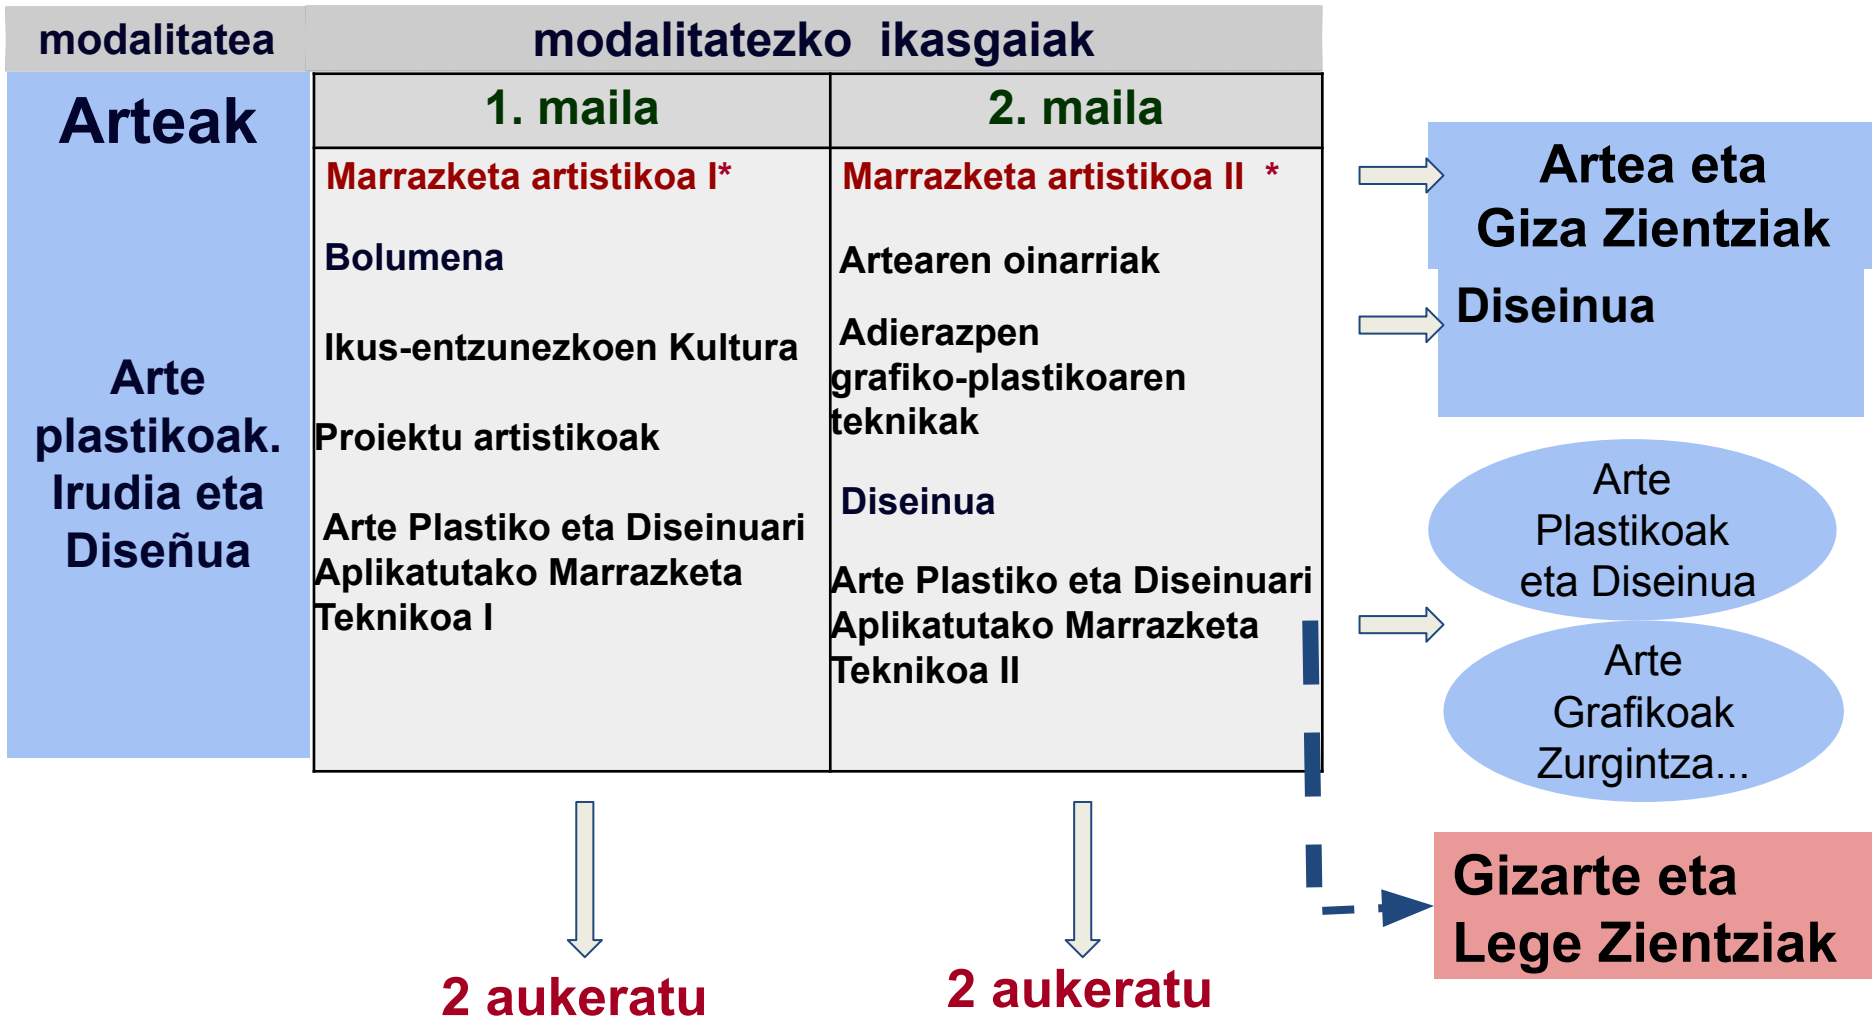 modalitatea
modalitatezko ikasgaiak
Arteak
Arte
plastikoak.
Irudia eta
Diseñua
1. maila
Marrazketa artistikoa I*
Bolumena
Ikus-entzunezkoen Kultura
Proiektu artistikoak
Arte Plastiko eta Diseinuari
Aplikatutako Marrazketa
Teknikoa I
2. maila
Marrazketa artistikoa II *
Artearen oinarriak
Adierazpen
grafiko-plastikoaren
teknikak
Diseinua
Arte Plastiko eta Diseinuari
Aplikatutako Marrazketa
Teknikoa II
2 aukeratu
2 aukeratu
Artea eta
Giza Zientziak
Diseinua
Arte
Plastikoak
eta Diseinua
Arte
Grafikoak
Zurgintza...
Gizarte eta
Lege Zientziak